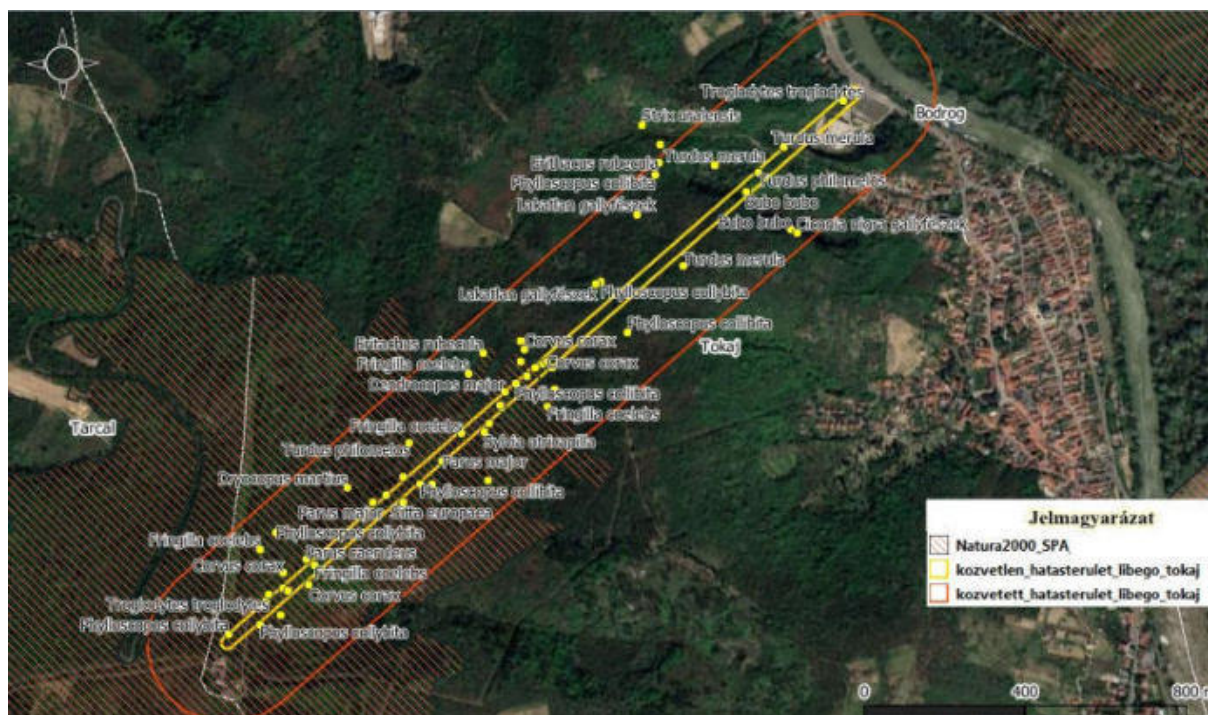 Troglodytes troglodytes
Strix uralensis
Bodrog
Turdus merula
Turdus merula
Erithacus rubecula
Phylloscopus collibita
Turdus philomelos
Lakatlan gallyfészek
Bubo bubo
Bubo bubo
Ciconia nigra gallyfészek
Turdus merula
Lakatlan gallyfészek
Phylloscopus collybita
Phylloscopus collibita
Eritachus rubecula
Corvus corax
Tokaj
Fringilla coelebs
Corvus corax
Dendrocopos major
Phylloscopus collibita
Fringilla coelebs
Tarcal
Fringilla coelebs
Sylvia atricapilla
Turdus philomelos
Parus major
Dryocopus martius
Phylloscopus collibita
Parus major
Sitta europaea
Phylloscopus collybita
Fringilla coelebs
Parus caeruleus
Corvus corax
Fringilla coelebs
Corvus corax
Troglodytes troglodytes
Phylloscopus collybita
Phylloscopus collybita
Jelmagyarázat
Natura2000_SPA
kozvetlen_hatasterulet_libego_tokaj
kozvetett_hatasterulet_libego_tokaj
0 400 800 m